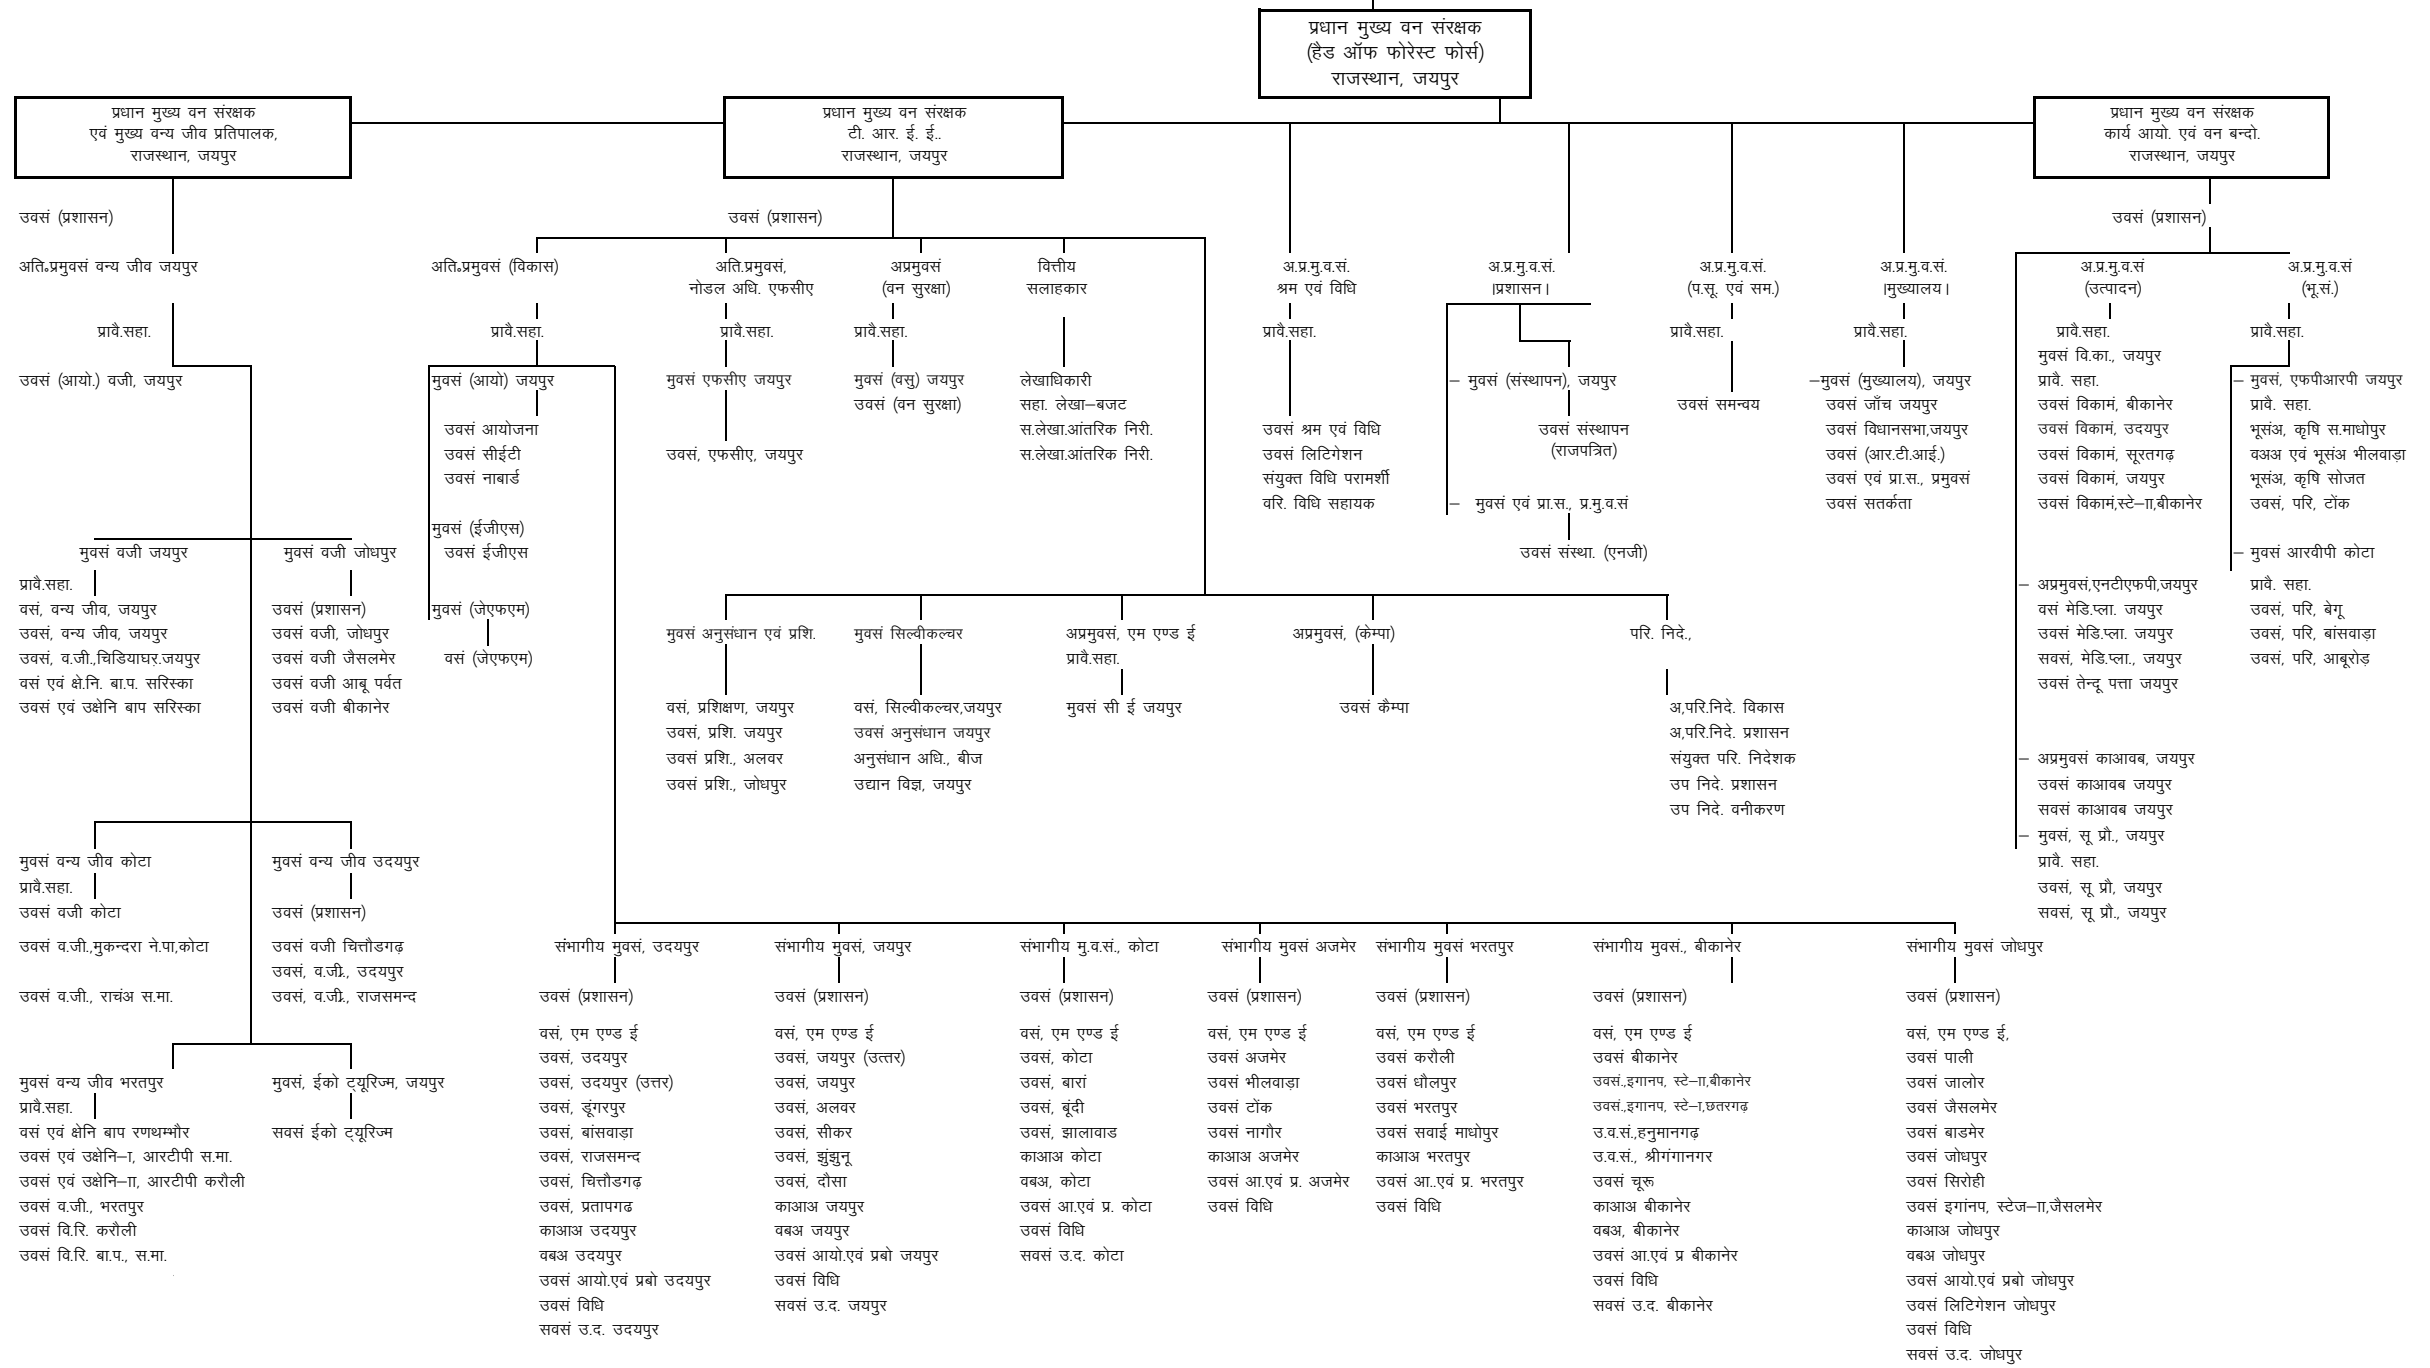 प्रधान मुख्य वन संरक्षक
(हैड ऑफ फोरेस्ट फोर्स)
राजस्थान, जयपुर
प्रधान मुख्य वन संरक्षक
एवं मुख्य वन्य जीव प्रतिपालक,
राजस्थान, जयपुर
प्रधान मुख्य वन संरक्षक
टी. आर. ई. ई..
राजस्थान, जयपुर
प्रधान मुख्य वन संरक्षक
कार्य आयो. एवं वन बन्दो.
राजस्थान, जयपुर
उवसं (प्रशासन)
अति॰प्रमुवसं वन्य जीव जयपुर
प्रावै.सहा.
उवसं (आयो.) वजी, जयपुर
मुवसं वजी जयपुर
प्रावै.सहा.
वसं, वन्य जीव, जयपुर
उवसं, वन्य जीव, जयपुर
उवसं, व.जी.,चिडियाघर.जयपुर
वसं एवं क्षे.नि. बा.प. सरिस्का
उवसं एवं उक्षेनि बाप सरिस्का
मुवसं वजी जोधपुर
उवसं (प्रशासन)
उवसं वजी, जोधपुर
उवसं वजी जैसलमेर
उवसं वजी आबू पर्वत
उवसं वजी बीकानेर
मुवसं वन्य जीव कोटा
प्रावै.सहा.
उवसं वजी कोटा
उवसं व.जी.,मुकन्दरा ने.पा,कोटा
उवसं व.जी., राचंअ स.मा.
मुवसं वन्य जीव उदयपुर
उवसं (प्रशासन)
उवसं वजी चित्तौडगढ़
उवसं, व.जी., उदयपुर
उवसं, व.जी., राजसमन्द
मुवसं वन्य जीव भरतपुर
प्रावै.सहा.
वसं एवं क्षेनि बाप रणथम्भौर
उवसं एवं उक्षेनि–ा, आरटीपी स.मा.
उवसं एवं उक्षेनि–ाा, आरटीपी करौली
उवसं व.जी., भरतपुर
उवसं वि.रि. करौली
उवसं वि.रि. बा.प., स.मा.
मुवसं, ईको ट्यूरिज्म, जयपुर
सवसं ईको ट्यूरिज्म
उवसं (प्रशासन)
अति॰प्रमुवसं (विकास)
प्रावै.सहा.
मुवसं (आयो) जयपुर
उवसं आयोजना
उवसं सीईटी
उवसं नाबार्ड
मुवसं (ईजीएस)
उवसं ईजीएस
मुवसं (जेएफएम)
वसं (जेएफएम)
अति.प्रमुवसं,
नोडल अधि. एफसीए
प्रावै.सहा.
मुवसं एफसीए जयपुर
उवसं, एफसीए, जयपुर
अप्रमुवसं
(वन सुरक्षा)
प्रावै.सहा.
मुवसं (वसु) जयपुर
उवसं (वन सुरक्षा)
वित्तीय
सलाहकार
लेखाधिकारी
सहा. लेखा–बजट
स.लेखा.आंतरिक निरी.
स.लेखा.आंतरिक निरी.
अ.प्र.मु.व.सं.
श्रम एवं विधि
प्रावै.सहा.
उवसं श्रम एवं विधि
उवसं लिटिगेशन
संयुक्त विधि परामर्शी
वरि. विधि सहायक
अ.प्र.मु.व.सं.
।प्रशासन।
– मुवसं (संस्थापन), जयपुर
उवसं संस्थापन
(राजपत्रित)
– मुवसं एवं प्रा.स., प्र.मु.व.सं
उवसं संस्था. (एनजी)
अ.प्र.मु.व.सं.
(प.सू. एवं सम.)
प्रावै.सहा.
उवसं समन्वय
अ.प्र.मु.व.सं.
।मुख्यालय।
प्रावै.सहा.
–मुवसं (मुख्यालय), जयपुर
उवसं जाँच जयपुर
उवसं विधानसभा,जयपुर
उवसं (आर.टी.आई.)
उवसं एवं प्रा.स., प्रमुवसं
उवसं सतर्कता
उवसं (प्रशासन)
अ.प्र.मु.व.सं
(उत्पादन)
प्रावै.सहा.
मुवसं वि.का., जयपुर
प्रावै. सहा.
उवसं विकामं, बीकानेर
उवसं विकामं, उदयपुर
उवसं विकामं, सूरतगढ़
उवसं विकामं, जयपुर
उवसं विकामं,स्टे–ाा,बीकानेर
– अप्रमुवसं,एनटीएफपी,जयपुर
वसं मेडि.प्ला. जयपुर
उवसं मेडि.प्ला. जयपुर
सवसं, मेडि.प्ला., जयपुर
उवसं तेन्दू पत्ता जयपुर
– अप्रमुवसं काआवब, जयपुर
उवसं काआवब जयपुर
सवसं काआवब जयपुर
– मुवसं, सू प्रौ., जयपुर
प्रावै. सहा.
उवसं, सू प्रौ, जयपुर
सवसं, सू प्रौ., जयपुर
अ.प्र.मु.व.सं
(भू.सं.)
प्रावै.सहा.
– मुवसं, एफपीआरपी जयपुर
प्रावै. सहा.
भूसंअ, कृषि स.माधोपुर
वअअ एवं भूसंअ भीलवाड़ा
भूसंअ, कृषि सोजत
उवसं, परि, टोंक
– मुवसं आरवीपी कोटा
प्रावै. सहा.
उवसं, परि, बेगू
उवसं, परि, बांसवाड़ा
उवसं, परि, आबूरोड़
मुवसं अनुसंधान एवं प्रशि.
वसं, प्रशिक्षण, जयपुर
उवसं, प्रशि. जयपुर
उवसं प्रशि., अलवर
उवसं प्रशि., जोधपुर
मुवसं सिल्वीकल्चर
वसं, सिल्वीकल्चर,जयपुर
उवसं अनुसंधान जयपुर
अनुसंधान अधि., बीज
उद्यान विज्ञ, जयपुर
अप्रमुवसं, एम एण्ड ई
प्रावै.सहा.
मुवसं सी ई जयपुर
अप्रमुवसं, (केम्पा)
उवसं कैम्पा
परि. निदे.,
अ,परि.निदे. विकास
अ,परि.निदे. प्रशासन
संयुक्त परि. निदेशक
उप निदे. प्रशासन
उप निदे. वनीकरण
संभागीय मुवसं, उदयपुर
उवसं (प्रशासन)
वसं, एम एण्ड ई
उवसं, उदयपुर
उवसं, उदयपुर (उत्तर)
उवसं, डूंगरपुर
उवसं, बांसवाड़ा
उवसं, राजसमन्द
उवसं, चित्तौडगढ़
उवसं, प्रतापगढ
काआअ उदयपुर
वबअ उदयपुर
उवसं आयो.एवं प्रबो उदयपुर
उवसं विधि
सवसं उ.द. उदयपुर
संभागीय मुवसं, जयपुर
उवसं (प्रशासन)
वसं, एम एण्ड ई
उवसं, जयपुर (उत्तर)
उवसं, जयपुर
उवसं, अलवर
उवसं, सीकर
उवसं, झुंझुनू
उवसं, दौसा
काआअ जयपुर
वबअ जयपुर
उवसं आयो.एवं प्रबो जयपुर
उवसं विधि
सवसं उ.द. जयपुर
संभागीय मु.व.सं., कोटा
उवसं (प्रशासन)
वसं, एम एण्ड ई
उवसं, कोटा
उवसं, बारां
उवसं, बूंदी
उवसं, झालावाड
काआअ कोटा
वबअ, कोटा
उवसं आ.एवं प्र. कोटा
उवसं विधि
सवसं उ.द. कोटा
संभागीय मुवसं अजमेर
उवसं (प्रशासन)
वसं, एम एण्ड ई
उवसं अजमेर
उवसं भीलवाड़ा
उवसं टोंक
उवसं नागौर
काआअ अजमेर
उवसं आ.एवं प्र. अजमेर
उवसं विधि
संभागीय मुवसं भरतपुर
उवसं (प्रशासन)
वसं, एम एण्ड ई
उवसं करौली
उवसं धौलपुर
उवसं भरतपुर
उवसं सवाई माधोपुर
काआअ भरतपुर
उवसं आ..एवं प्र. भरतपुर
उवसं विधि
संभागीय मुवसं., बीकानेर
उवसं (प्रशासन)
वसं, एम एण्ड ई
उवसं बीकानेर
उवसं.,इगानप, स्टे–ाा,बीकानेर
उवसं.,इगानप, स्टे–ा,छतरगढ़
उ.व.सं.,हनुमानगढ़
उ.व.सं., श्रीगंगानगर
उवसं चूरू
काआअ बीकानेर
वबअ, बीकानेर
उवसं आ.एवं प्र बीकानेर
उवसं विधि
सवसं उ.द. बीकानेर
संभागीय मुवसं जोधपुर
उवसं (प्रशासन)
वसं, एम एण्ड ई,
उवसं पाली
उवसं जालोर
उवसं जैसलमेर
उवसं बाडमेर
उवसं जोधपुर
उवसं सिरोही
उवसं इगांनप, स्टेज–ाा,जैसलमेर
काआअ जोधपुर
वबअ जोधपुर
उवसं आयो.एवं प्रबो जोधपुर
उवसं लिटिगेशन जोधपुर
उवसं विधि
सवसं उ.द. जोधपुर